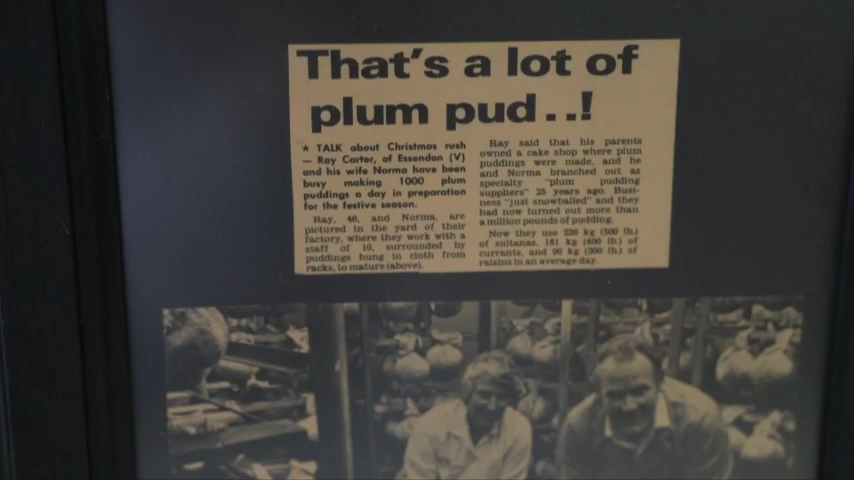 That's a lot of
plum pud..!
* TALK about Christmas rush
— Ray Carter, of Essendon (V)
and his wife Norma have been
busy making 1000 plum
puddings a day in preparation
for the festive season.
Ray, 46, and Norma, are
pictured in the yard of their
factory, where they work with a
staff of 10, surrounded by
puddings hung in cloth from
racks, to mature (above).
Ray said that his parents
owned a cake shop where plum
puddings were made, and he
and Norma branched out as
specialty "plum pudding
suppliers" 25 years ago. Busi-
ness "just snowballed" and they
had now turned out more than
a million pounds of pudding.
Now they use 226 kg (500 lb.)
of sultanas, 181 kg (400 lb.) of
currants, and 90 kg (200 lb.) of
raisins in an average day.